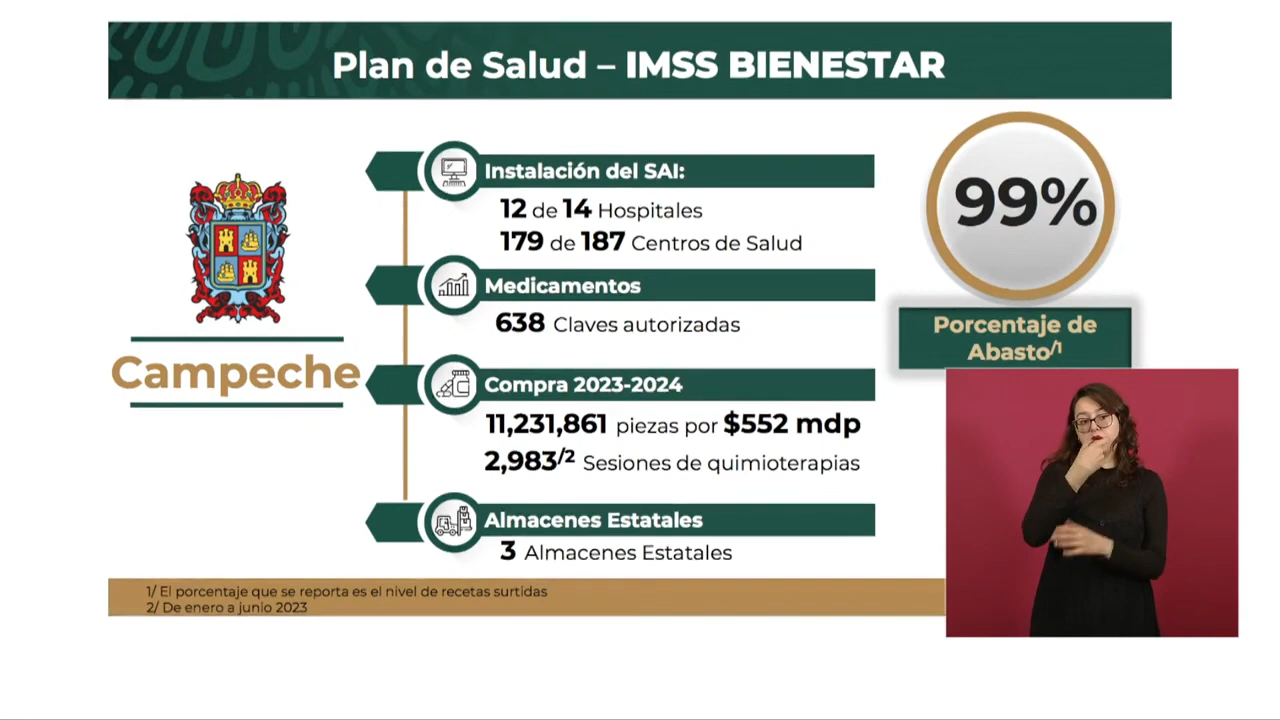 Plan de Salud – IMSS BIENESTAR
Campeche
Instalación del SAI:
12 de 14 Hospitales
179 de 187 Centros de Salud
Medicamentos
638 Claves autorizadas
Compra 2023-2024
11,231,861 piezas por $552 mdp
2,983/2 Sesiones de quimioterapias
Almacenes Estatales
3 Almacenes Estatales
99%
Porcentaje de
Abasto/1
1/ El porcentaje que se reporta es el nivel de recetas surtidas
2/ De enero a junio 2023